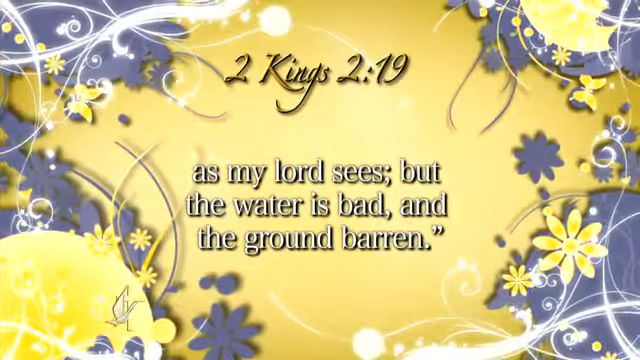 2 Kings 2:19
as my lord sees; but
the water is bad, and
the ground barren.”